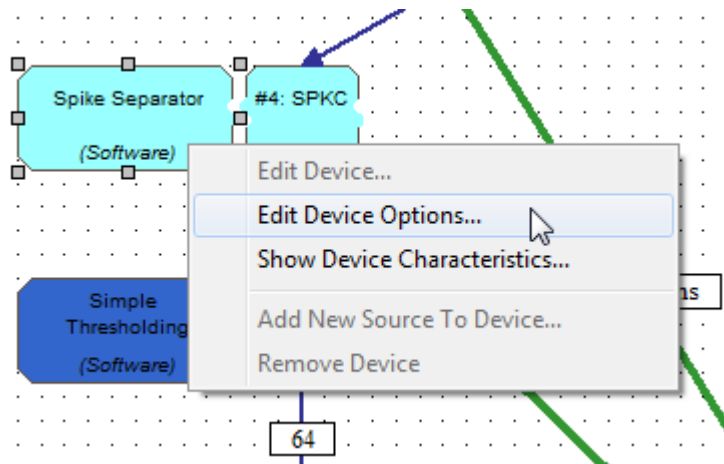 Spike Separator
(Software)
#4: SPKC
Edit Device...
Edit Device Options...
Show Device Characteristics...
Add New Source To Device...
Remove Device
Simple
Thresholding
(Software)
64